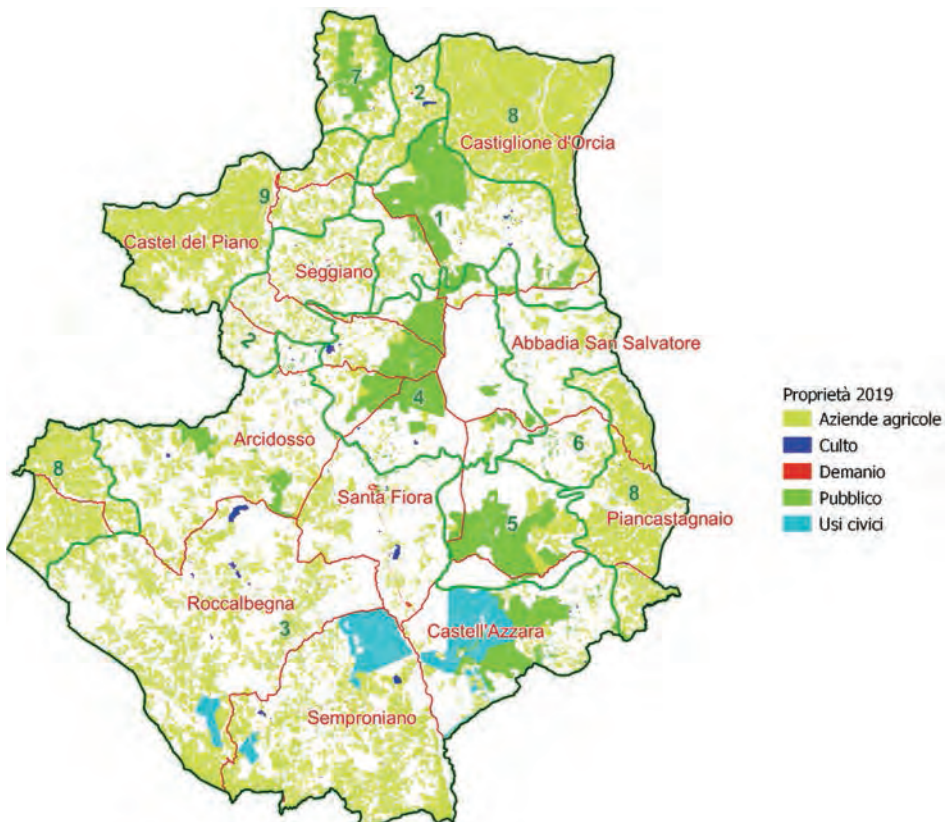 7
2
8
Castiglione d'Orcia
9
1
Castel del Piano
Seggiano
2
Abbadia San Salvatore
4
Arcidosso
6
8
Santa Fiora
8
5
Piancastagnaio
Roccalbegna
3
Castell'Azzara
Semproniano
Proprietà 2019
Aziende agricole
Culto
Demanio
Pubblico
Usi civici